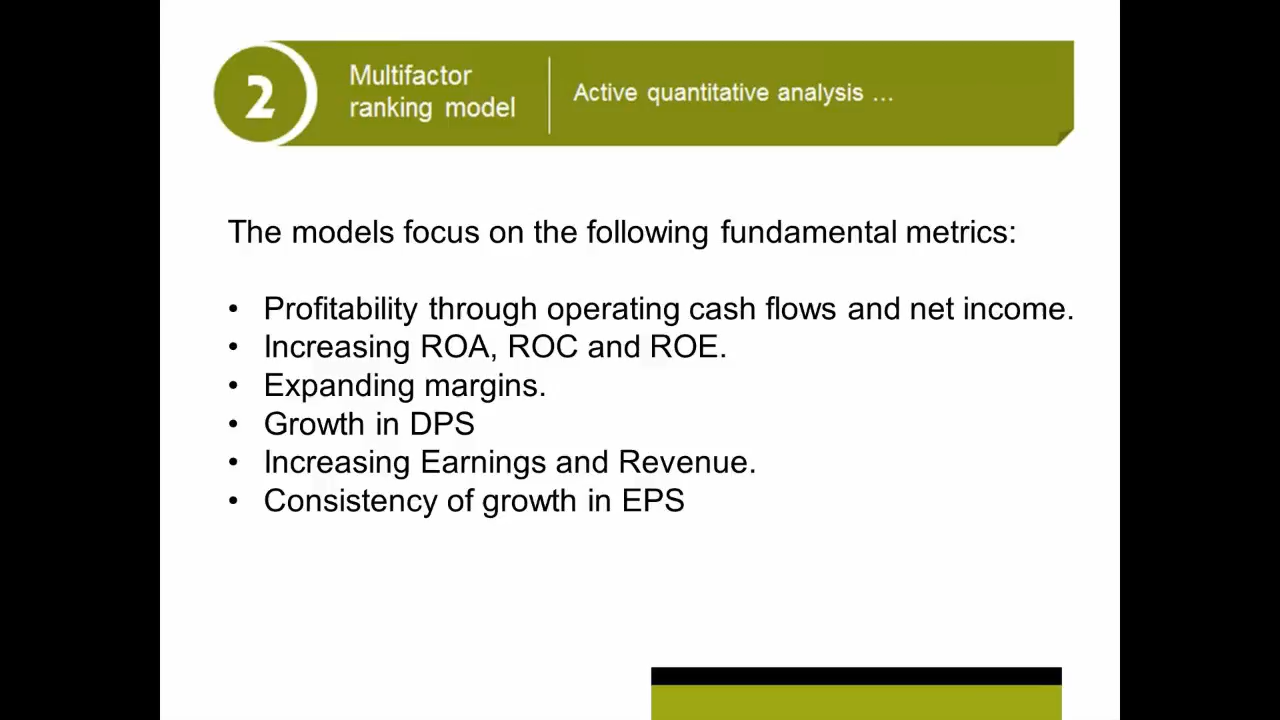 2
Multifactor
ranking model
Active quantitative analysis ...
The models focus on the following fundamental metrics:
• Profitability through operating cash flows and net income.
• Increasing ROA, ROC and ROE.
• Expanding margins.
• Growth in DPS
• Increasing Earnings and Revenue.
• Consistency of growth in EPS